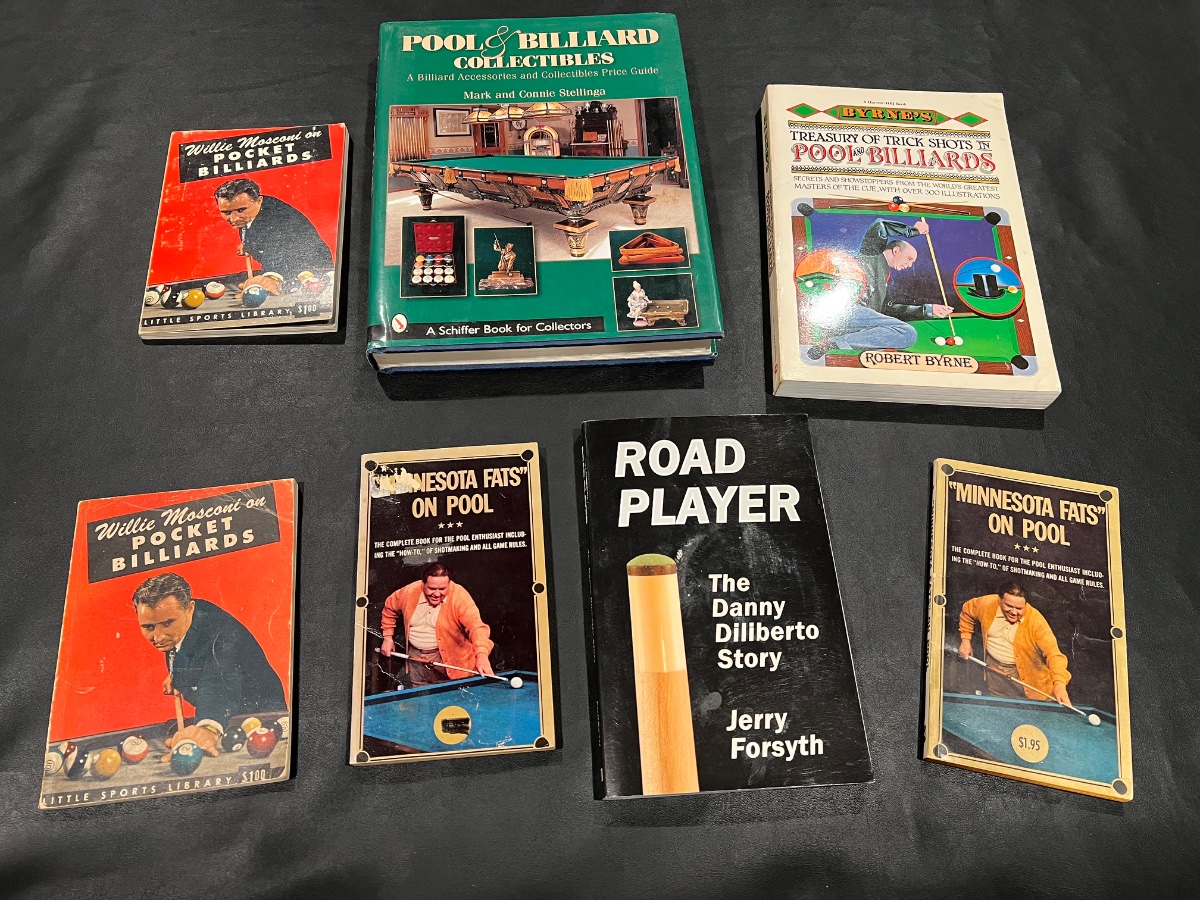 Willie Mosconi on
POCKET
BILLIARDS
LITTLE SPORTS LIBRARY, $1.00
POOL & BILLIARD
COLLECTIBLES
A Billiard Accessories and Collectibles Price Guide
Mark and Connie Stellinga
A Schiffer Book for Collectors
A Harvest/HBJ Book
BYRNE'S
TREASURY OF TRICK SHOTS IN
POOL AND BILLIARDS
SECRETS AND SHOWSTOPPERS FROM THE WORLD'S GREATEST
MASTERS OF THE CUE, WITH OVER 300 ILLUSTRATIONS
ROBERT BYRNE
Willie Mosconi on
POCKET
BILLIARDS
LITTLE SPORTS LIBRARY, $1.00
"MINNESOTA FATS"
ON POOL
THE COMPLETE BOOK FOR THE POOL ENTHUSIAST INCLUD-
ING THE "HOW-TO," OF SHOTMAKING AND ALL GAME RULES.
ROAD
PLAYER
The
Danny
Diliberto
Story
Jerry
Forsyth
"MINNESOTA FATS"
ON POOL
THE COMPLETE BOOK FOR THE POOL ENTHUSIAST INCLUD-
ING THE "HOW-TO," OF SHOTMAKING AND ALL GAME RULES.
$1.95